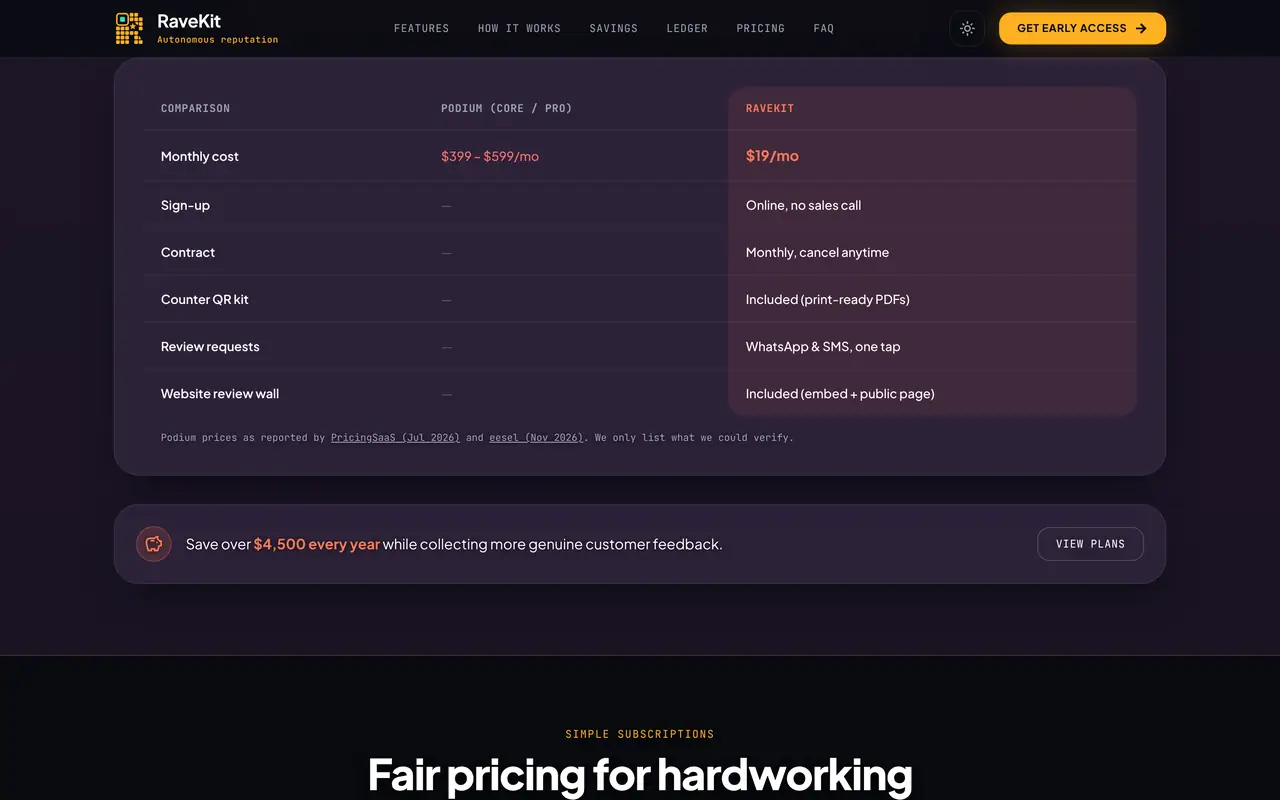 RaveKit
Autonomous reputation
FEATURES HOW IT WORKS SAVINGS LEDGER PRICING FAQ
GET EARLY ACCESS →
COMPARISON PODIUM (CORE / PRO) RAVEKIT
Monthly cost $399 – $599/mo $19/mo
Sign-up — Online, no sales call
Contract — Monthly, cancel anytime
Counter QR kit — Included (print-ready PDFs)
Review requests — WhatsApp & SMS, one tap
Website review wall — Included (embed + public page)
Podium prices as reported by PricingSaaS (Jul 2026) and eesel (Nov 2026). We only list what we could verify.
Save over $4,500 every year while collecting more genuine customer feedback.
VIEW PLANS
SIMPLE SUBSCRIPTIONS
Fair pricing for hardworking